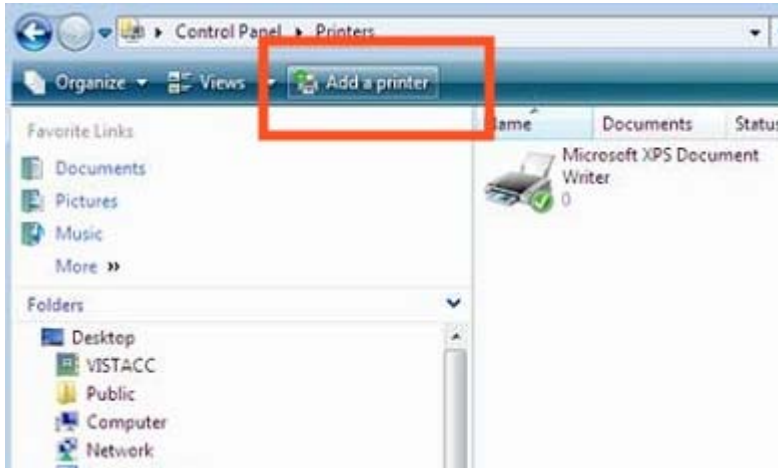 Control Panel ▸ Printers
Organize Views Add a printer
Favorite Links
Documents
Pictures
Music
More »
Folders
Desktop
VISTACC
Public
Computer
Network
Name Documents Status
Microsoft XPS Document
Writer
0